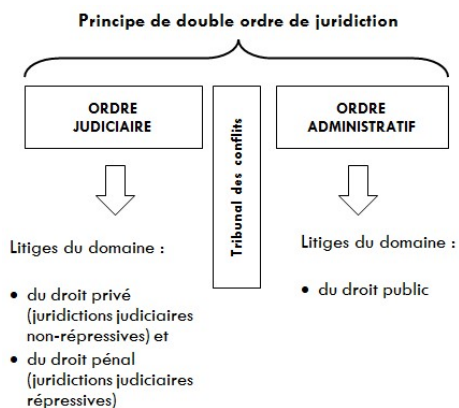 Principe de double ordre de juridiction
ORDRE
JUDICIAIRE
Tribunal des conflits
ORDRE
ADMINISTRATIF
Litiges du domaine :
• du droit privé
(juridictions judiciaires
non-répressives) et
• du droit pénal
(juridictions judiciaires
répressives)
Litiges du domaine :
• du droit public